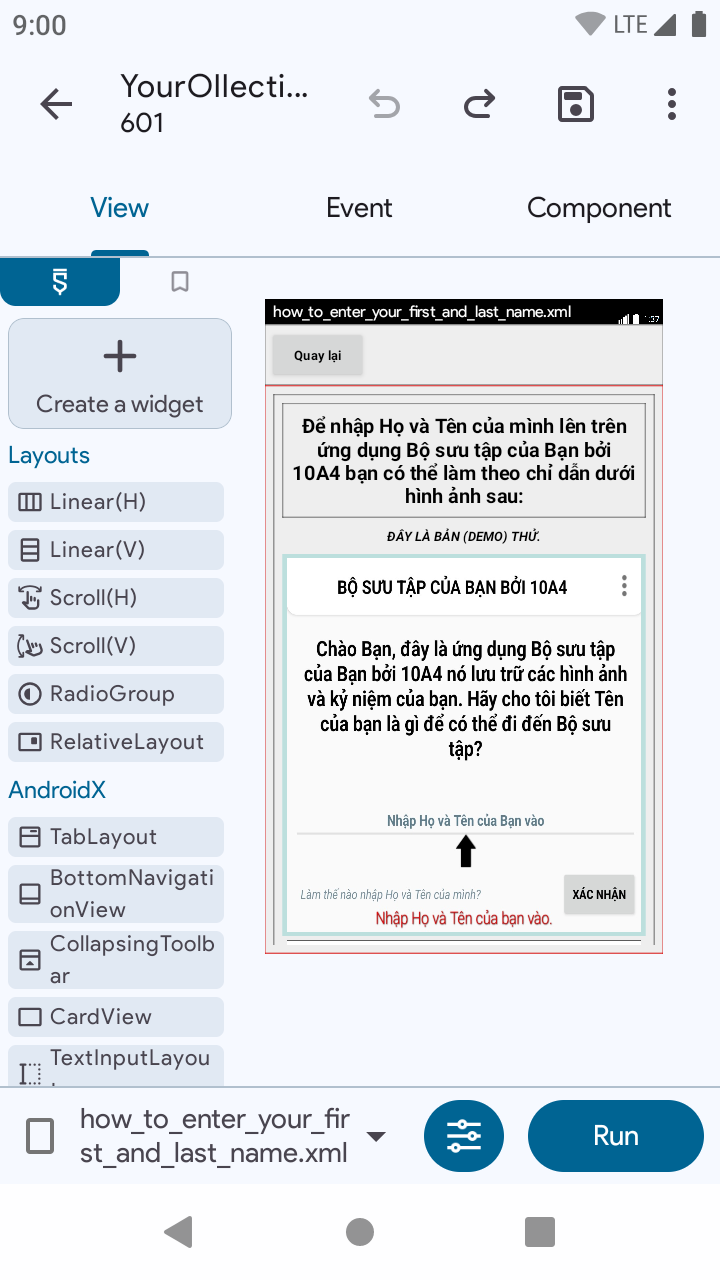 9:00
LTE
YourOllecti...
601
View
Event
Component
Create a widget
Layouts
Linear(H)
Linear(V)
Scroll(H)
Scroll(V)
RadioGroup
RelativeLayout
AndroidX
TabLayout
BottomNavigati
onView
CollapsingToolb
ar
CardView
TextInputLayou
how_to_enter_your_first_and_last_name.xml
Quay lại
Để nhập Họ và Tên của mình lên trên
ứng dụng Bộ sưu tập của Bạn bởi
10A4 bạn có thể làm theo chỉ dẫn dưới
hình ảnh sau:
ĐÂY LÀ BẢN (DEMO) THỬ.
BỘ SƯU TẬP CỦA BẠN BỞI 10A4
Chào Bạn, đây là ứng dụng Bộ sưu tập
của Bạn bởi 10A4 nó lưu trữ các hình ảnh
và kỷ niệm của bạn. Hãy cho tôi biết Tên
của bạn là gì để có thể đi đến Bộ sưu
tập?
Nhập Họ và Tên của Bạn vào
Làm thế nào nhập Họ và Tên của mình?
XÁC NHẬN
Nhập Họ và Tên của bạn vào.
how_to_enter_your_fir
st_and_last_name.xml
Run